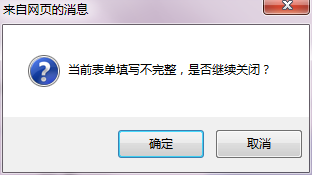 来自网页的消息
当前表单填写不完整，是否继续关闭？
确定
取消